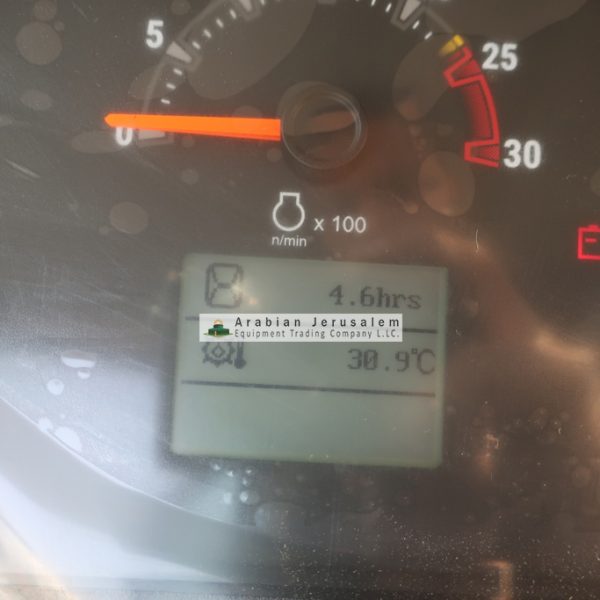 5
0
25
30
x 100
n/min
4.6hrs
Arabian Jerusalem
Equipment Trading Company L.L.C.
30.9°C